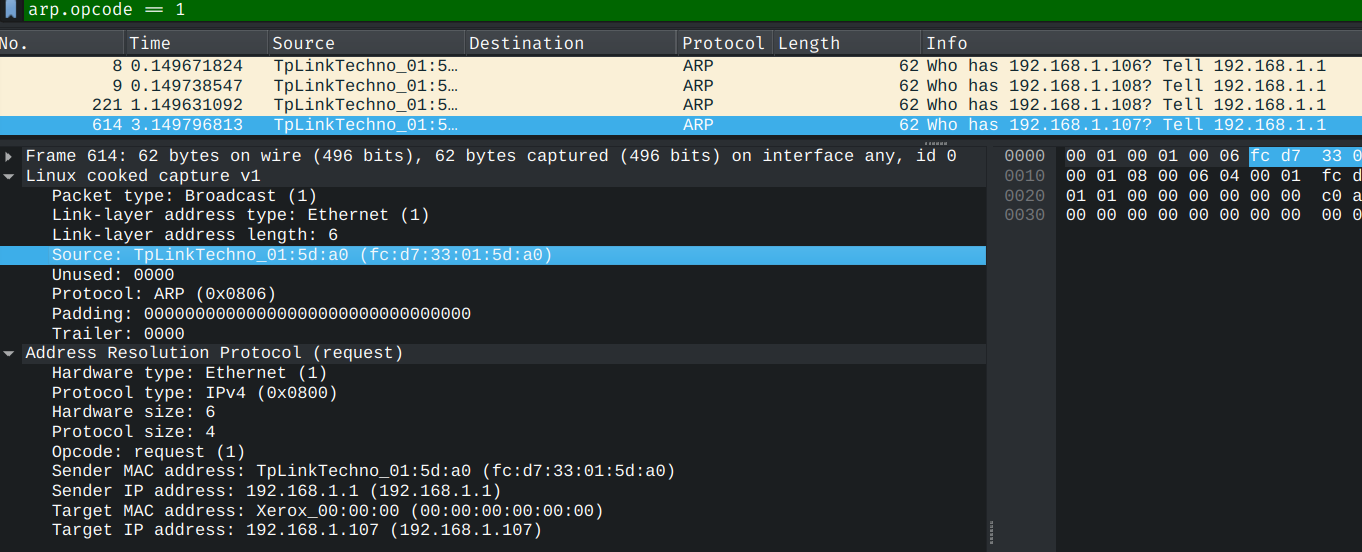 arp.opcode == 1
No. Time Source Destination Protocol Length Info
8 0.149671824 TpLinkTechno_01:5… ARP 62 Who has 192.168.1.106? Tell 192.168.1.1
9 0.149738547 TpLinkTechno_01:5… ARP 62 Who has 192.168.1.108? Tell 192.168.1.1
221 1.149631092 TpLinkTechno_01:5… ARP 62 Who has 192.168.1.108? Tell 192.168.1.1
614 3.149796813 TpLinkTechno_01:5… ARP 62 Who has 192.168.1.107? Tell 192.168.1.1
Frame 614: 62 bytes on wire (496 bits), 62 bytes captured (496 bits) on interface any, id 0
Linux cooked capture v1
Packet type: Broadcast (1)
Link-layer address type: Ethernet (1)
Link-layer address length: 6
Source: TpLinkTechno_01:5d:a0 (fc:d7:33:01:5d:a0)
Unused: 0000
Protocol: ARP (0x0806)
Padding: 00000000000000000000000000000000
Trailer: 0000
Address Resolution Protocol (request)
Hardware type: Ethernet (1)
Protocol type: IPv4 (0x0800)
Hardware size: 6
Protocol size: 4
Opcode: request (1)
Sender MAC address: TpLinkTechno_01:5d:a0 (fc:d7:33:01:5d:a0)
Sender IP address: 192.168.1.1 (192.168.1.1)
Target MAC address: Xerox_00:00:00 (00:00:00:00:00:00)
Target IP address: 192.168.1.107 (192.168.1.107)
0000 00 01 00 01 00 06 fc d7 33 0
0010 00 01 08 00 06 04 00 01 fc d
0020 01 01 00 00 00 00 00 00 c0 a
0030 00 00 00 00 00 00 00 00 00 0